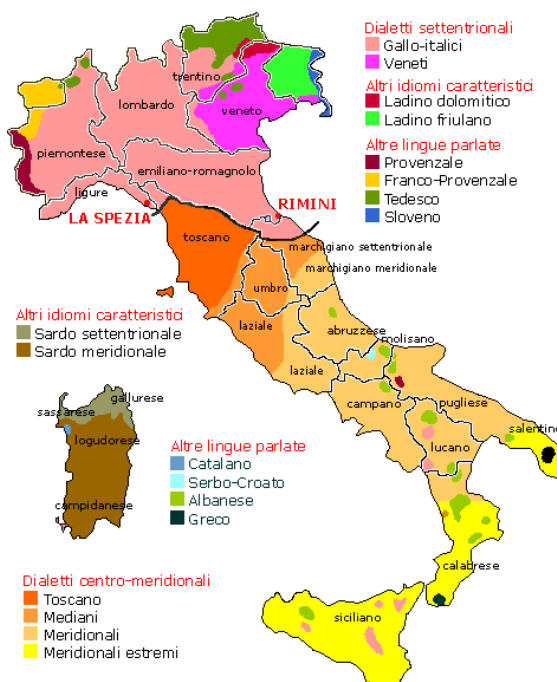 Dialetti settentrionali
Gallo-italici
Veneti
Altri idiomi caratteristici
Ladino dolomitico
Ladino friulano
Altre lingue parlate
Provenzale
Franco-Provenzale
Tedesco
Sloveno
trentino
lombardo
veneto
piemontese
emiliano-romagnolo
ligure
LA SPEZIA
RIMINI
toscano
marchigiano settentrionale
marchigiano meridionale
umbro
laziale
abruzzese
molisano
laziale
campano
pugliese
salentino
lucano
calabrese
siciliano
Altri idiomi caratteristici
Sardo settentrionale
Sardo meridionale
gallurese
sassarese
logudorese
campidanese
Altre lingue parlate
Catalano
Serbo-Croato
Albanese
Greco
Dialetti centro-meridionali
Toscano
Mediani
Meridionali
Meridionali estremi